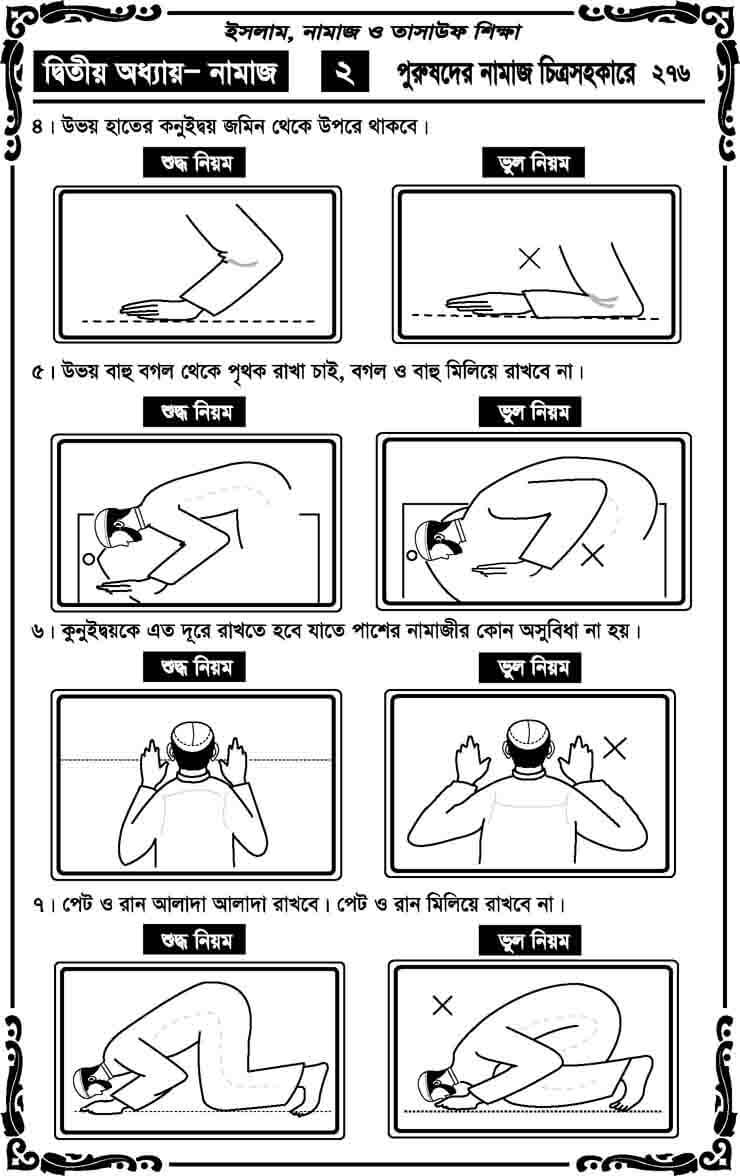 ইসলাম, নামাজ ও তাসাউফ শিক্ষা
দ্বিতীয় অধ্যায়– নামাজ ২ পুরুষদের নামাজ চিত্রসহকারে ২৭৬
৪। উভয় হাতের কনুইদ্বয় জমিন থেকে উপরে থাকবে।
শুদ্ধ নিয়ম ভুল নিয়ম
৫। উভয় বাহু বগল থেকে পৃথক রাখা চাই, বগল ও বাহু মিলিয়ে রাখবে না।
শুদ্ধ নিয়ম ভুল নিয়ম
৬। কুনুইদ্বয়কে এত দূরে রাখতে হবে যাতে পাশের নামাজীর কোন অসুবিধা না হয়।
শুদ্ধ নিয়ম ভুল নিয়ম
৭। পেট ও রান আলাদা আলাদা রাখবে। পেট ও রান মিলিয়ে রাখবে না।
শুদ্ধ নিয়ম ভুল নিয়ম